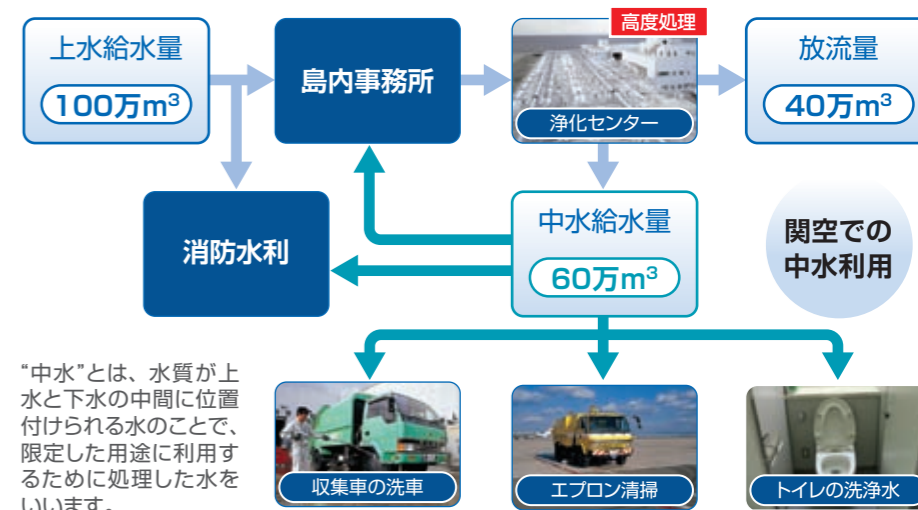 高度処理
上水給水量
100万m³
島内事務所
浄化センター
放流量
40万m³
消防水利
中水給水量
60万m³
関空での
中水利用
“中水”とは、水質が上
水と下水の中間に位置
付けられる水のことで、
限定した用途に利用す
るために処理した水を
いいます。
収集車の洗車
エプロン清掃
トイレの洗浄水